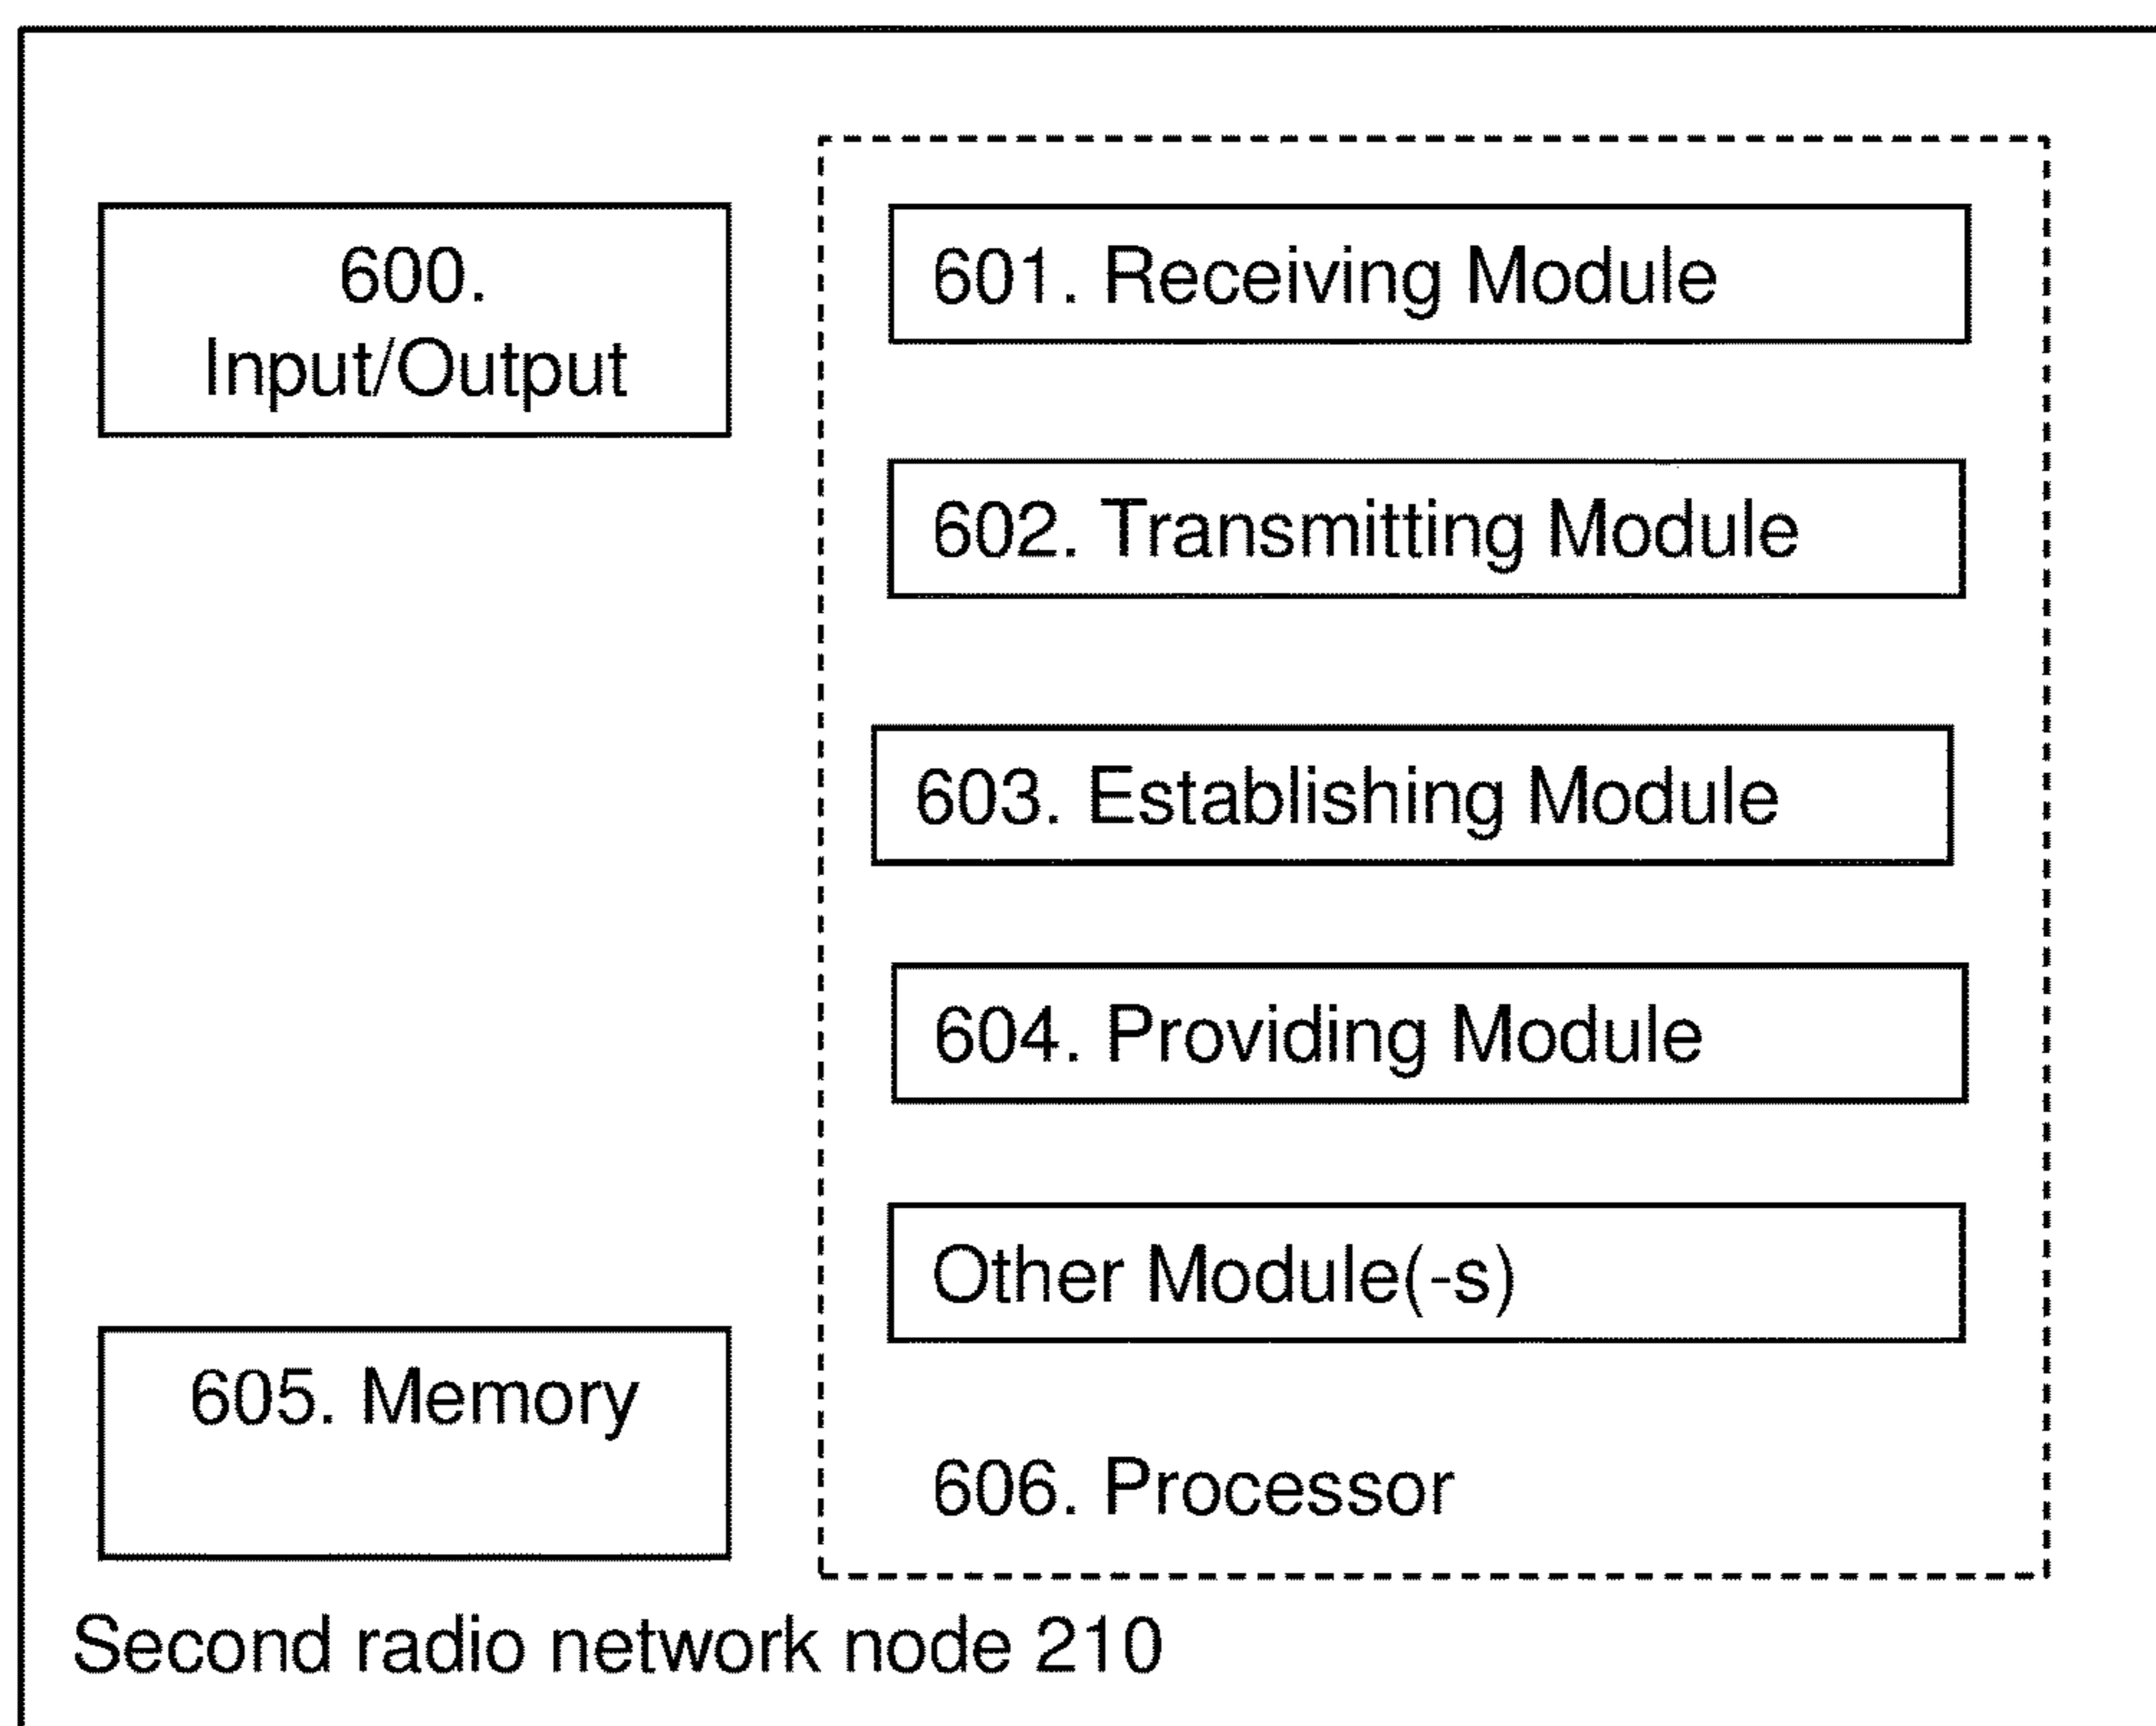 600.
Input/Output
601. Receiving Module
602. Transmitting Module
603. Establishing Module
604. Providing Module
Other Module(-s)
605. Memory
606. Processor
Second radio network node 210